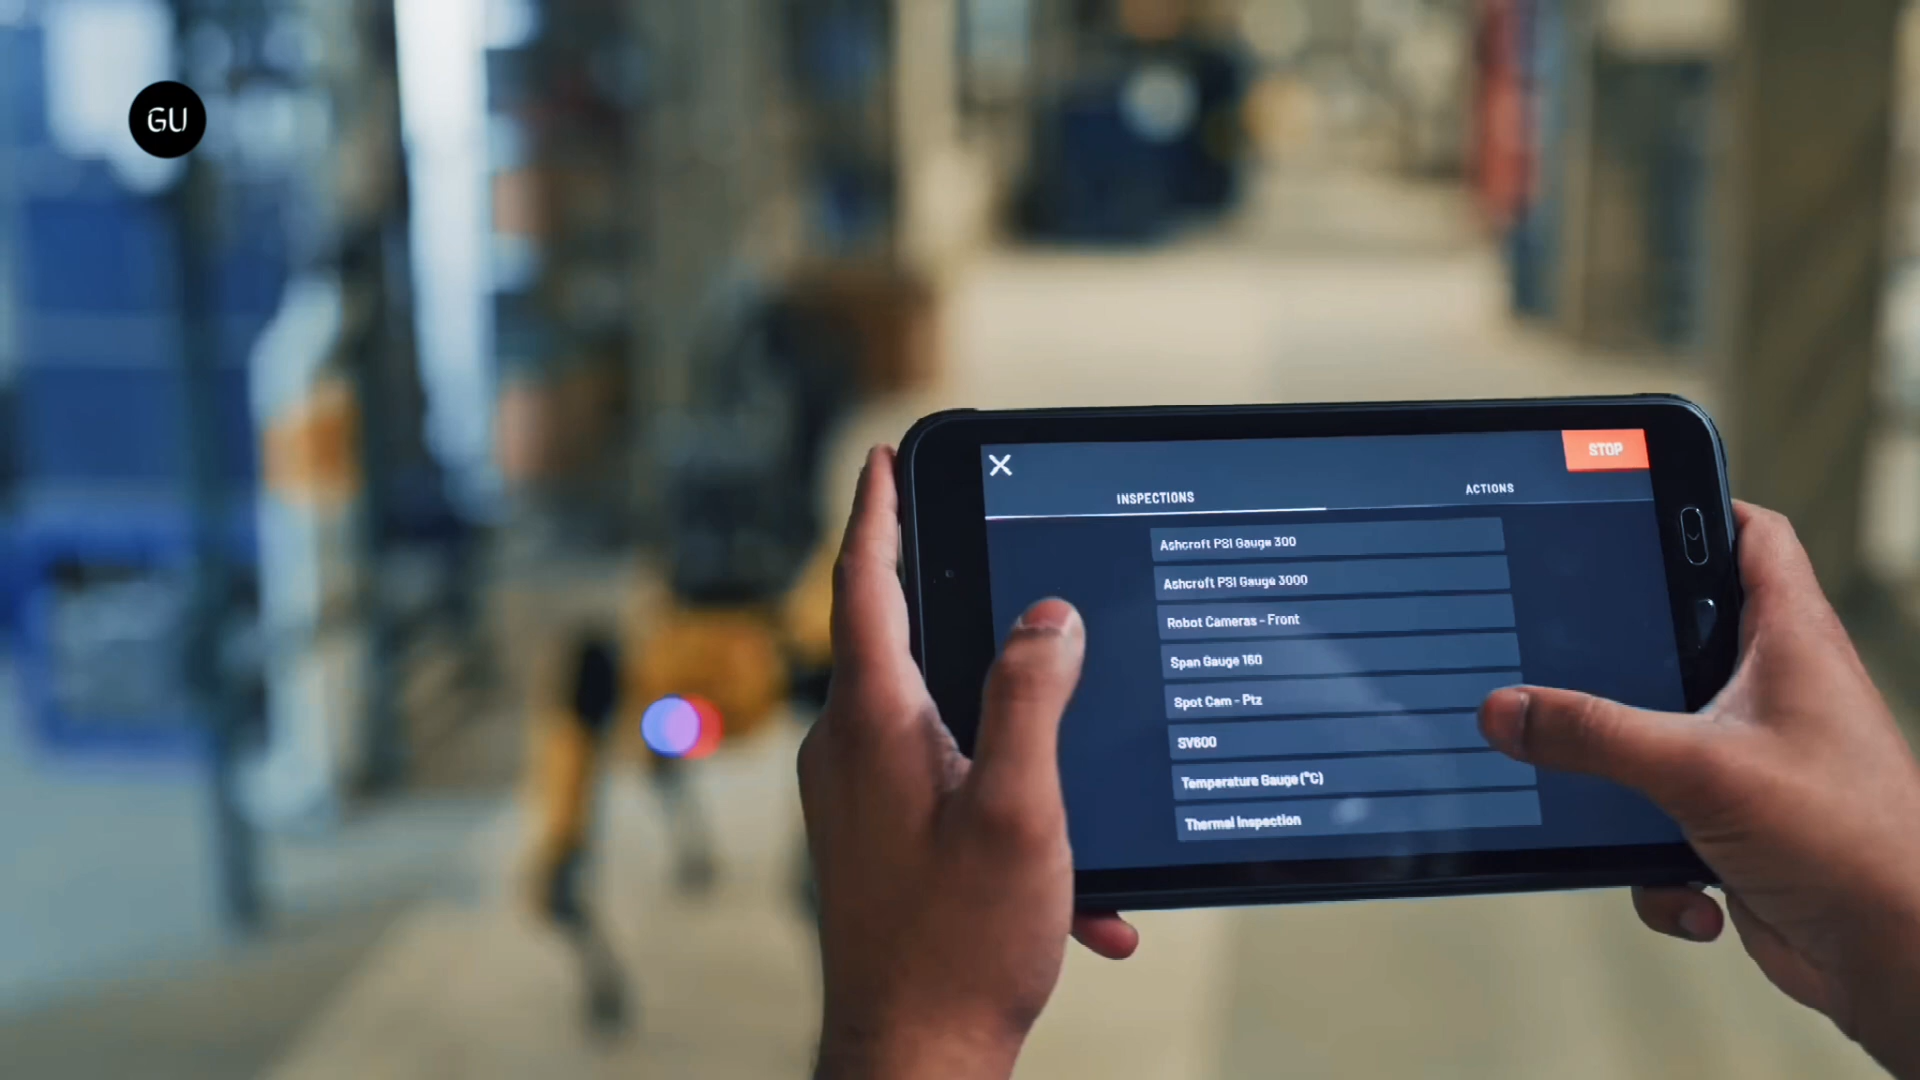 GU
STOP
INSPECTIONS
ACTIONS
Ashcroft PSI Gauge 300
Ashcroft PSI Gauge 3000
Robot Cameras - Front
Span Gauge 160
Spot Cam - Ptz
SV600
Temperature Gauge (°C)
Thermal Inspection